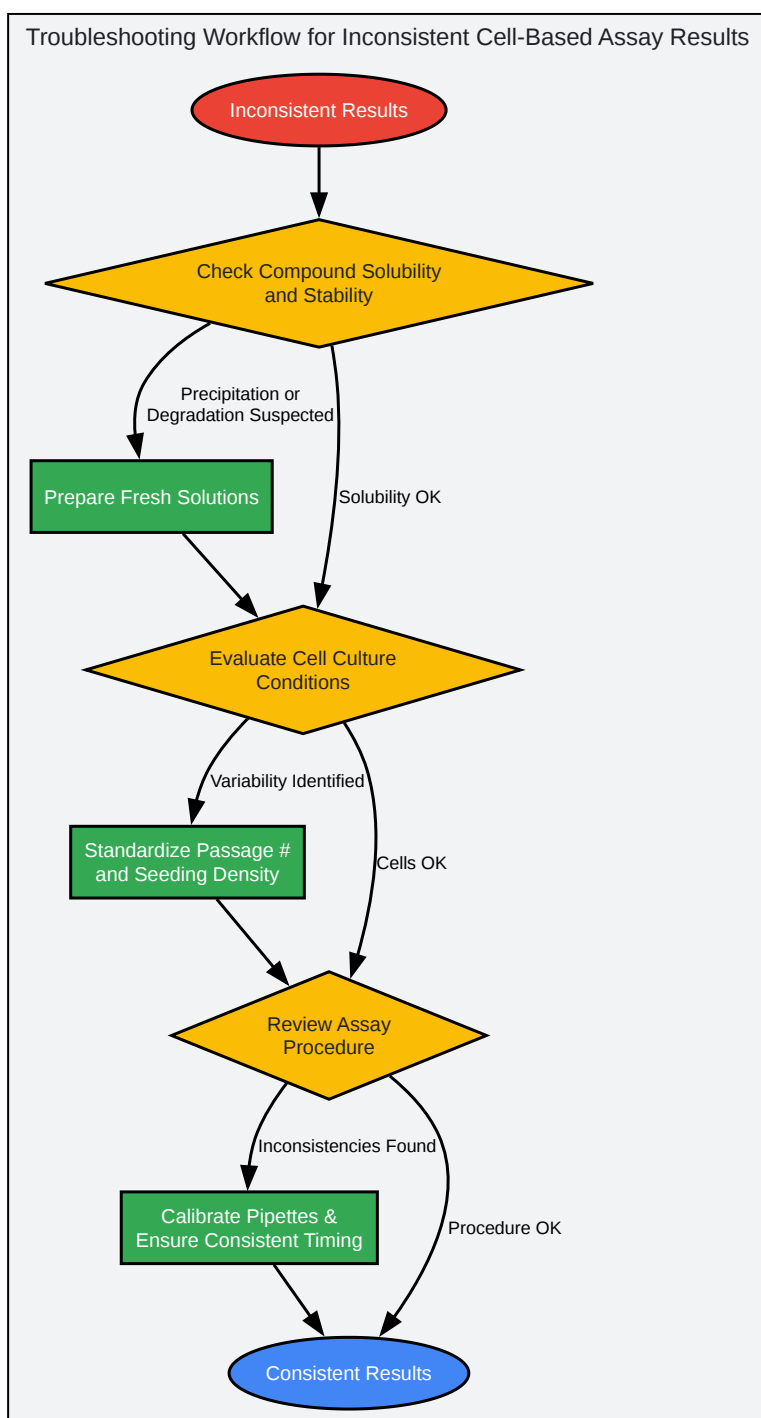 Troubleshooting Workflow for Inconsistent Cell-Based Assay Results
Inconsistent Results
Check Compound Solubility
and Stability
Precipitation or
Degradation Suspected
Prepare Fresh Solutions
Solubility OK
Evaluate Cell Culture
Conditions
Variability Identified
Standardize Passage #
and Seeding Density
Cells OK
Review Assay
Procedure
Inconsistencies Found
Calibrate Pipettes &
Ensure Consistent Timing
Procedure OK
Consistent Results